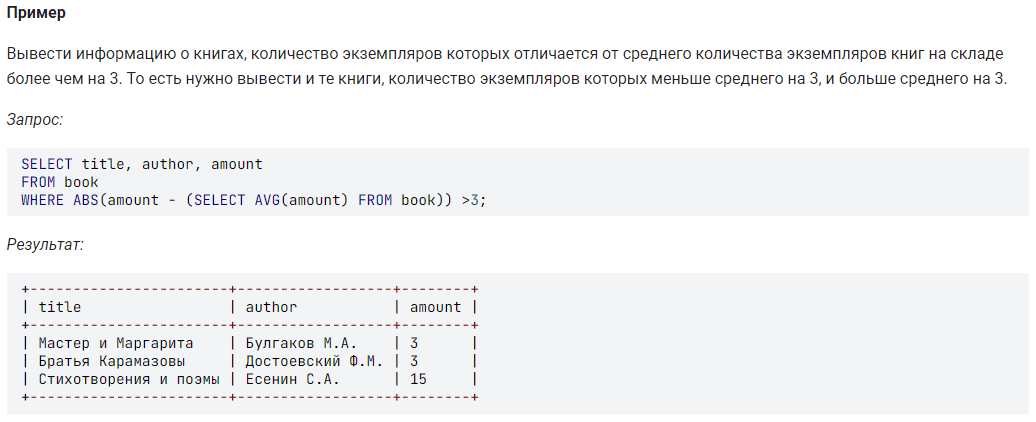 Пример
Вывести информацию о книгах, количество экземпляров которых отличается от среднего количества экземпляров книг на складе
более чем на 3. То есть нужно вывести и те книги, количество экземпляров которых меньше среднего на 3, и больше среднего на 3.
Запрос:
SELECT title, author, amount
FROM book
WHERE ABS(amount - (SELECT AVG(amount) FROM book)) >3;
Результат:
+-----------------------+------------------+--------+
| title                 | author           | amount |
+-----------------------+------------------+--------+
| Мастер и Маргарита    | Булгаков М.А.    | 3      |
| Братья Карамазовы     | Достоевский Ф.М. | 3      |
| Стихотворения и поэмы | Есенин С.А.      | 15     |
+-----------------------+------------------+--------+